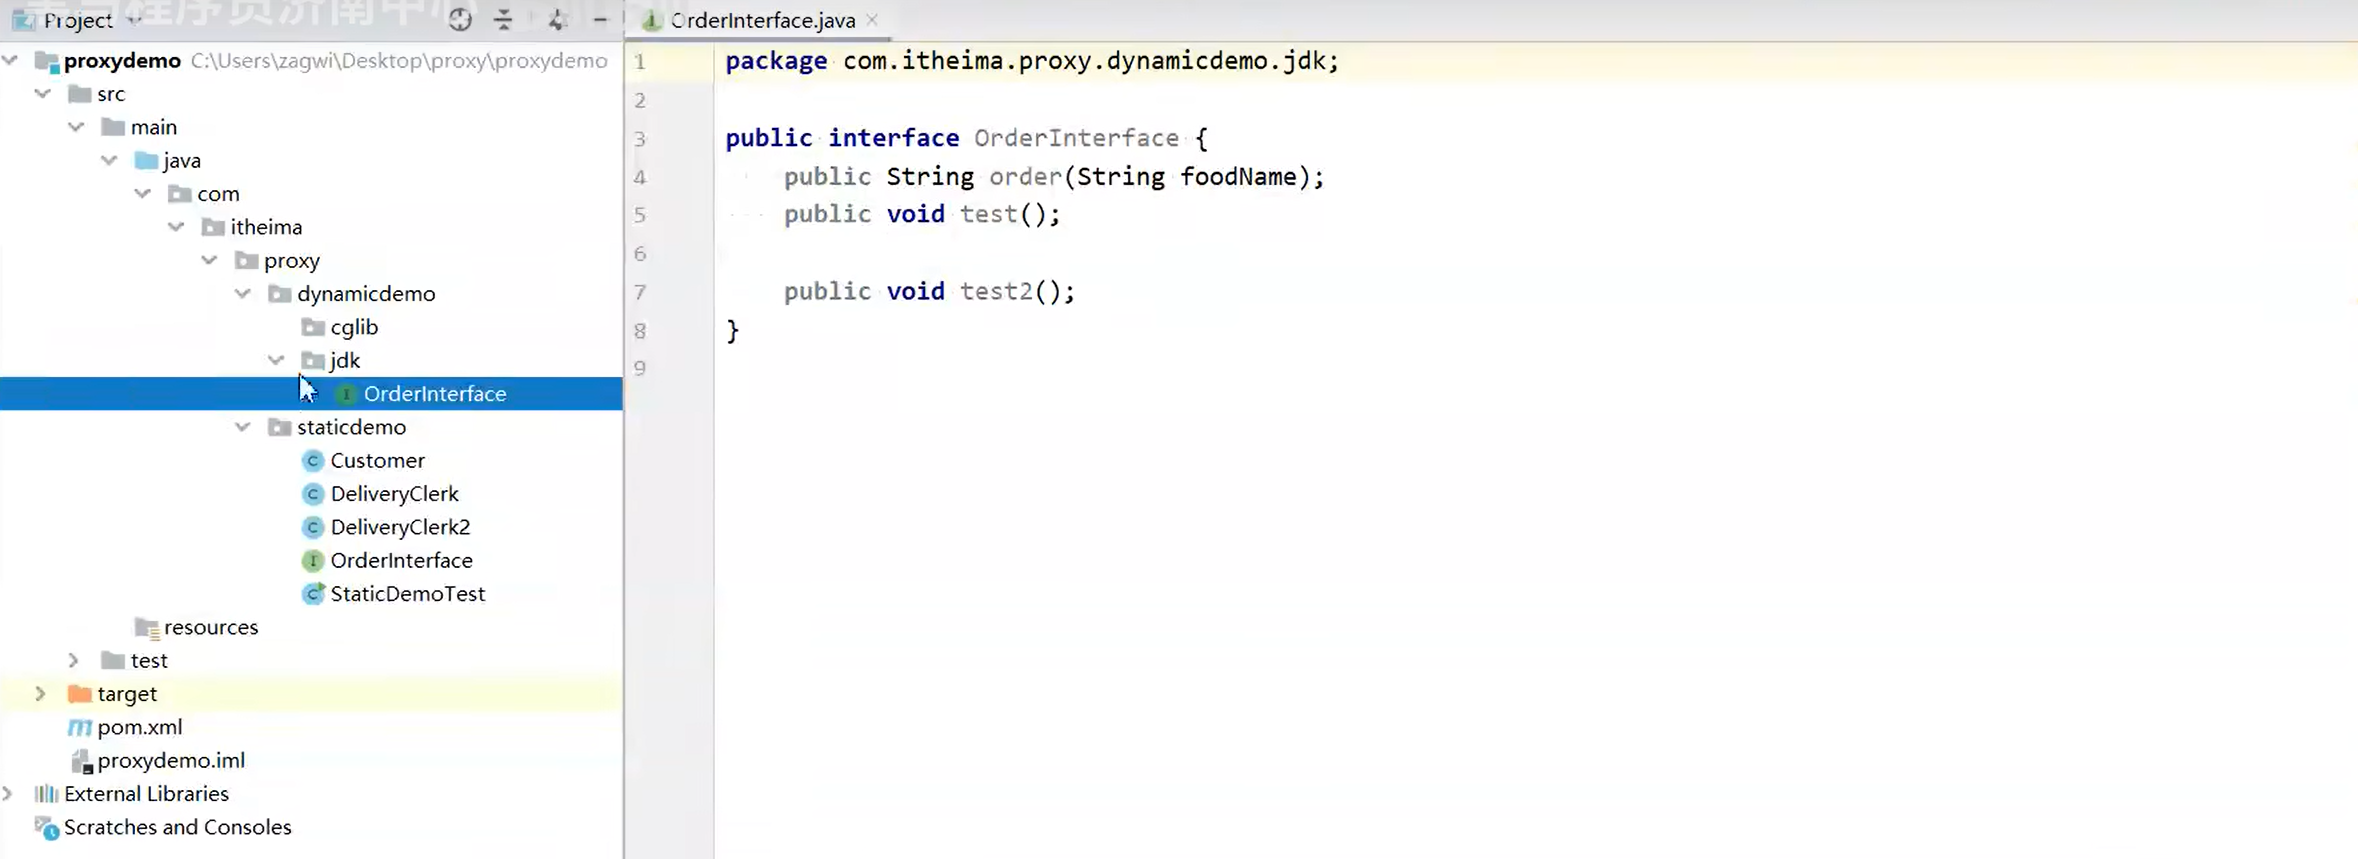 Project
proxydemo C:\Users\zagwi\Desktop\proxy\proxydemo
src
main
java
com
itheima
proxy
dynamicdemo
cglib
jdk
OrderInterface
staticdemo
Customer
DeliveryClerk
DeliveryClerk2
OrderInterface
StaticDemoTest
resources
test
target
pom.xml
proxydemo.iml
External Libraries
Scratches and Consoles
OrderInterface.java
1 package com.itheima.proxy.dynamicdemo.jdk;
2
3 public interface OrderInterface {
4 public String order(String foodName);
5 public void test();
6
7 public void test2();
8 }
9